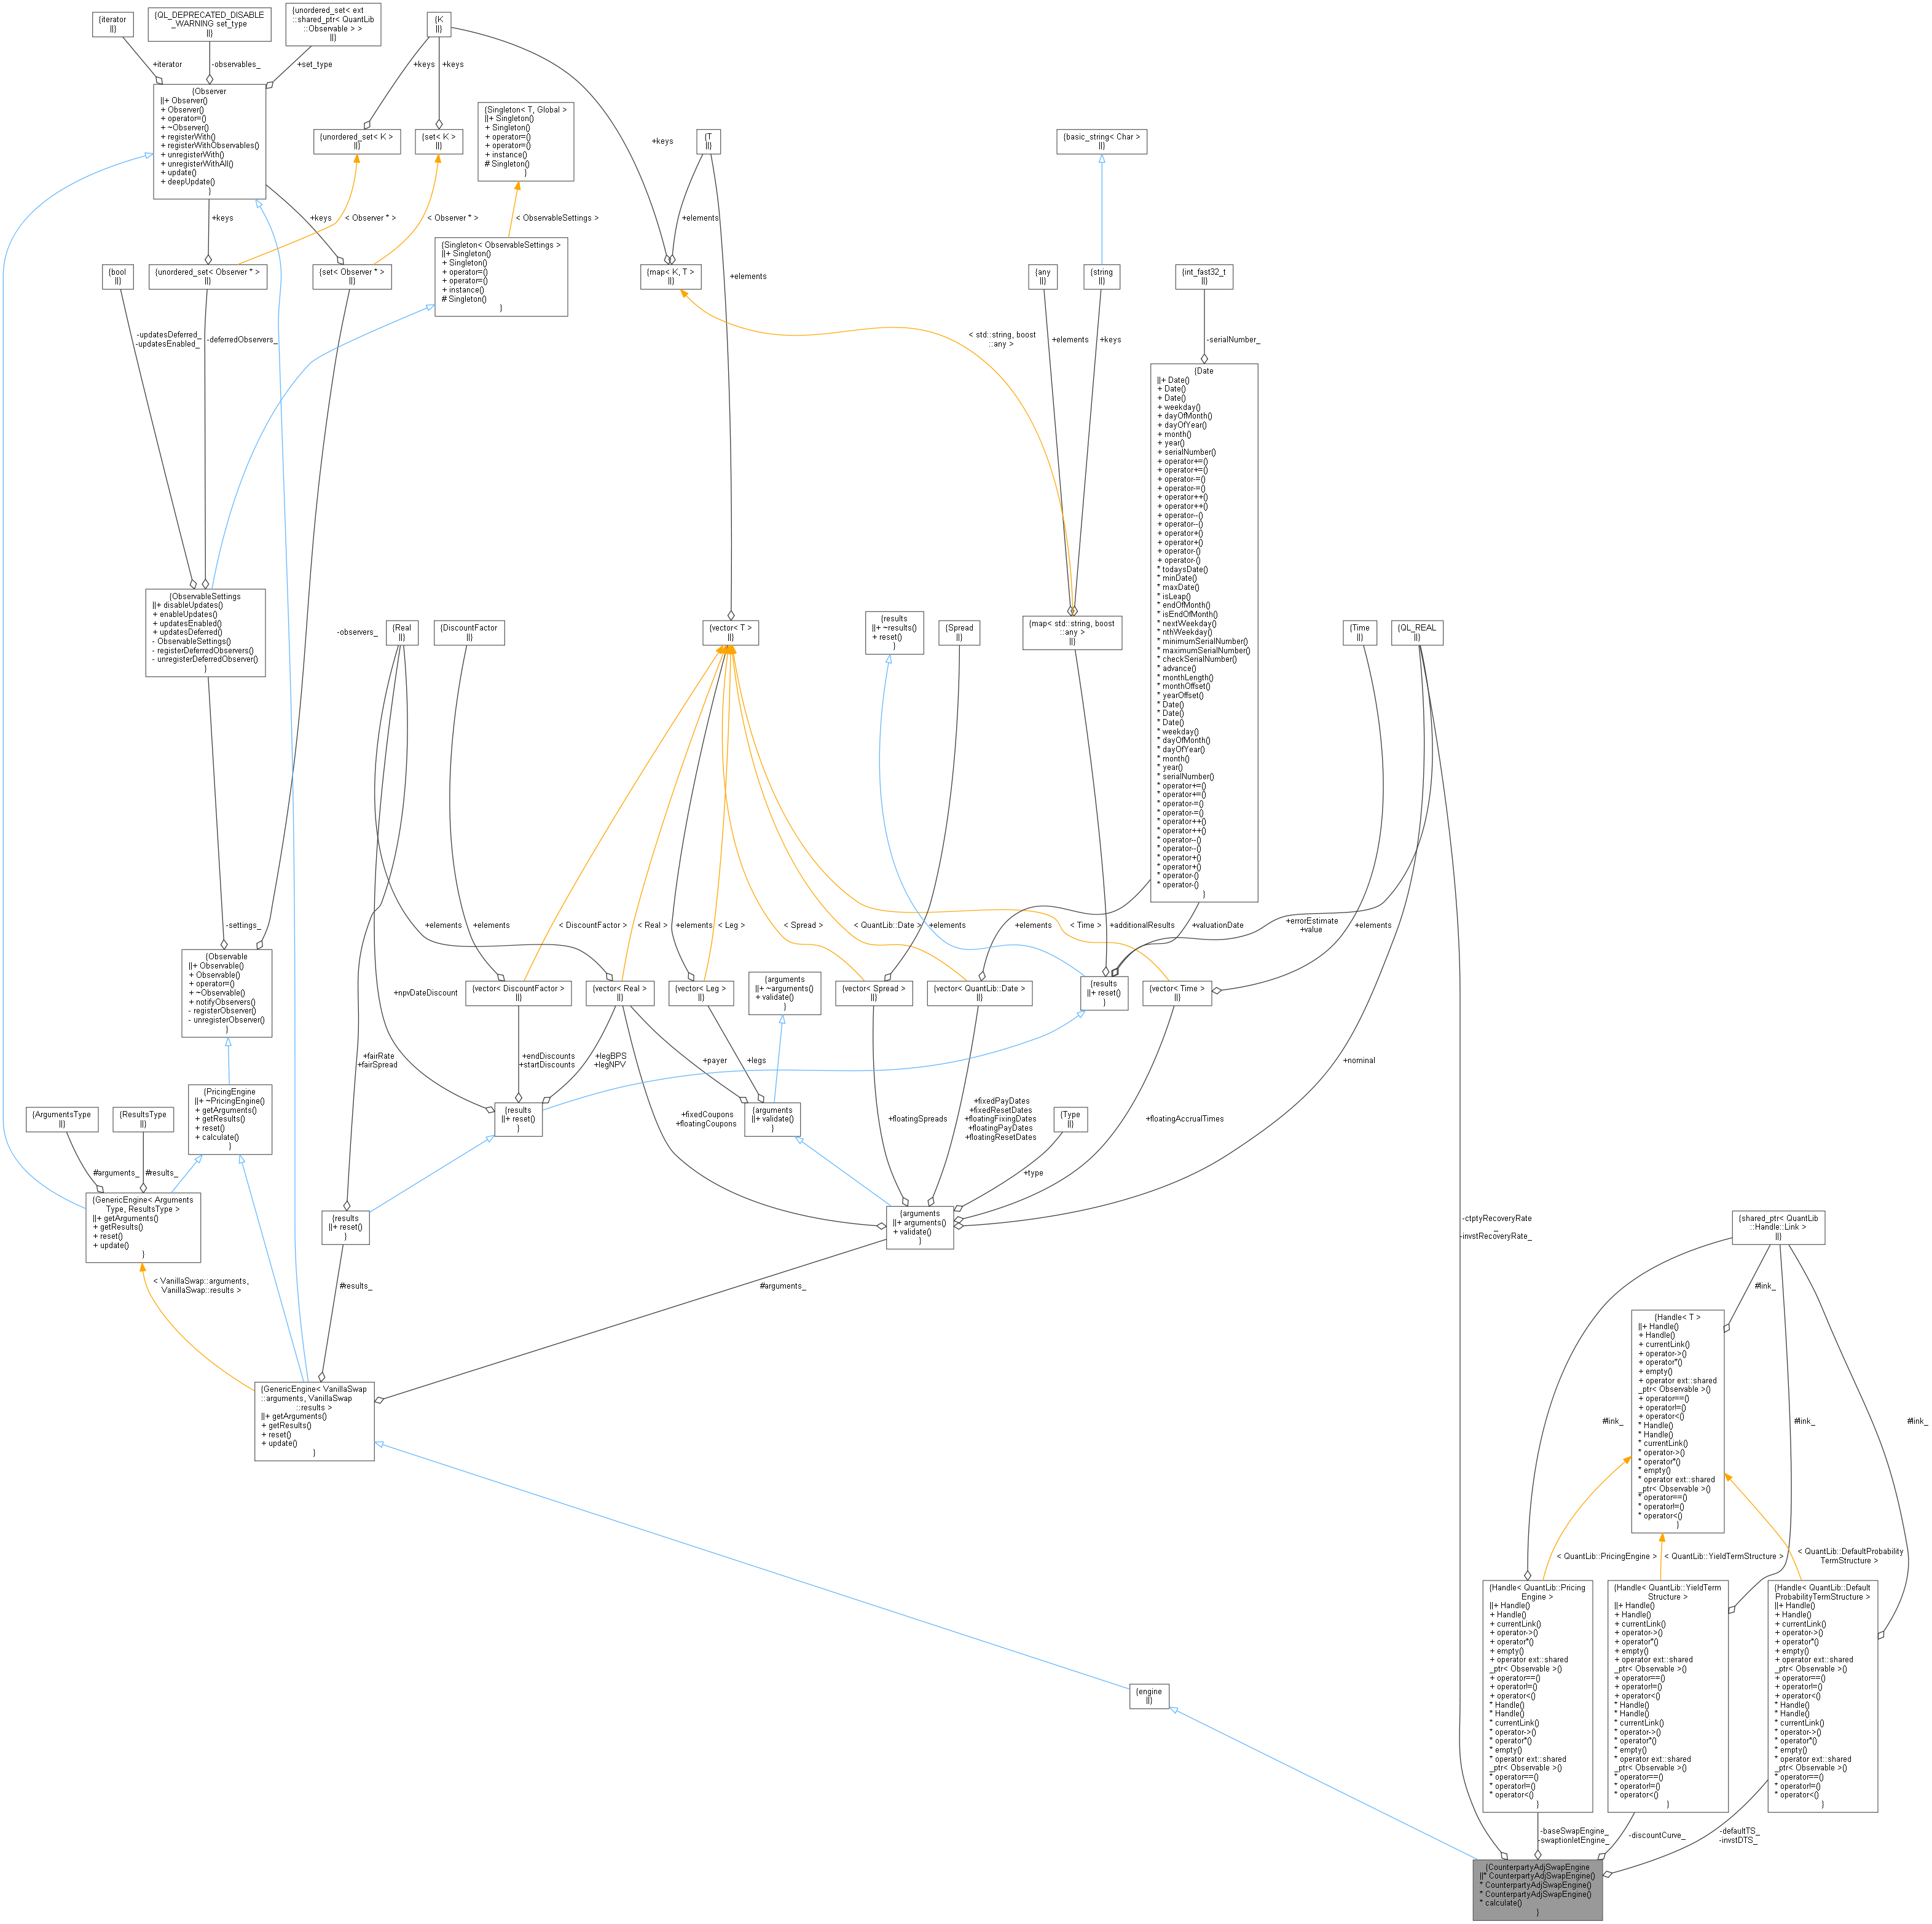 {iterator
||}
{QL_DEPRECATED_DISABLE
_WARNING set_type
||}
{unordered_set< ext
::shared_ptr< QuantLib
::Observable > >
||}
{K
||}
+iterator
-observables_
+set_type
+keys
+keys
{Observer
||+ Observer()
+ Observer()
+ operator=()
+ ~Observer()
+ registerWith()
+ registerWithObservables()
+ unregisterWith()
+ unregisterWithAll()
+ update()
+ deepUpdate()
}
{unordered_set< K >
||}
{set< K >
||}
{Singleton< T, Global >
||+ Singleton()
+ Singleton()
+ operator=()
+ operator=()
+ instance()
# Singleton()
}
+keys
{T
||}
{basic_string< Char >
||}
+keys
< Observer * >
+keys
< Observer * >
< ObservableSettings >
+elements
+elements
{bool
||}
{unordered_set< Observer * >
||}
{set< Observer * >
||}
{Singleton< ObservableSettings >
||+ Singleton()
+ Singleton()
+ operator=()
+ operator=()
+ instance()
# Singleton()
}
{map< K, T >
||}
{any
||}
{string
||}
{int_fast32_t
||}
-updatesDeferred_
-updatesEnabled_
-deferredObservers_
< std::string, boost
::any >
+elements
+keys
-serialNumber_
{Date
||+ Date()
+ Date()
+ Date()
+ weekday()
+ dayOfMonth()
+ dayOfYear()
+ month()
+ year()
+ serialNumber()
+ operator+=()
+ operator+=()
+ operator-=()
+ operator-=()
+ operator++()
+ operator++()
+ operator--()
+ operator--()
+ operator+()
+ operator+()
+ operator-()
+ operator-()
* todaysDate()
* minDate()
* maxDate()
* isLeap()
* endOfMonth()
* isEndOfMonth()
* nextWeekday()
* nthWeekday()
* minimumSerialNumber()
* maximumSerialNumber()
* checkSerialNumber()
* advance()
* monthLength()
* monthOffset()
* yearOffset()
* Date()
* Date()
* Date()
* weekday()
* dayOfMonth()
* dayOfYear()
* month()
* year()
* serialNumber()
* operator+=()
* operator+=()
* operator-=()
* operator-=()
* operator++()
* operator++()
* operator--()
* operator--()
* operator+()
* operator+()
* operator-()
* operator-()
}
{ObservableSettings
||+ disableUpdates()
+ enableUpdates()
+ updatesEnabled()
+ updatesDeferred()
- ObservableSettings()
- registerDeferredObservers()
- unregisterDeferredObserver()
}
-observers_
{Real
||}
{DiscountFactor
||}
{vector< T >
||}
{results
||+ ~results()
+ reset()
}
{Spread
||}
{map< std::string, boost
::any >
||}
{Time
||}
{QL_REAL
||}
-settings_
+elements
+elements
< DiscountFactor >
< Real >
+elements
< Leg >
< Spread >
< QuantLib::Date >
+elements
+elements
< Time >
+additionalResults
+valuationDate
+errorEstimate
+value
+elements
{Observable
||+ Observable()
+ Observable()
+ operator=()
+ ~Observable()
+ notifyObservers()
- registerObserver()
- unregisterObserver()
}
+npvDateDiscount
{vector< DiscountFactor >
||}
{vector< Real >
||}
{vector< Leg >
||}
{arguments
||+ ~arguments()
+ validate()
}
{vector< Spread >
||}
{vector< QuantLib::Date >
||}
{results
||+ reset()
}
{vector< Time >
||}
+fairRate
+fairSpread
+endDiscounts
+startDiscounts
+legBPS
+legNPV
+payer
+legs
+nominal
{ArgumentsType
||}
{ResultsType
||}
{PricingEngine
||+ ~PricingEngine()
+ getArguments()
+ getResults()
+ reset()
+ calculate()
}
{results
||+ reset()
}
+fixedCoupons
+floatingCoupons
{arguments
||+ validate()
}
+floatingSpreads
+fixedPayDates
+fixedResetDates
+floatingFixingDates
+floatingPayDates
+floatingResetDates
{Type
||}
+floatingAccrualTimes
#arguments_
#results_
+type
{GenericEngine< Arguments
Type, ResultsType >
||+ getArguments()
+ getResults()
+ reset()
+ update()
}
{results
||+ reset()
}
{arguments
||+ arguments()
+ validate()
}
-ctptyRecoveryRate
_
-invstRecoveryRate_
{shared_ptr< QuantLib
::Handle::Link >
||}
< VanillaSwap::arguments,
VanillaSwap::results >
#results_
#arguments_
#link_
{Handle< T >
||+ Handle()
+ Handle()
+ currentLink()
+ operator->()
+ operator*()
+ empty()
+ operator ext::shared
_ptr< Observable >()
+ operator==()
+ operator!=()
+ operator<()
* Handle()
* Handle()
* currentLink()
* operator->()
* operator*()
* empty()
* operator ext::shared
_ptr< Observable >()
* operator==()
* operator!=()
* operator<()
}
{GenericEngine< VanillaSwap
::arguments, VanillaSwap
::results >
||+ getArguments()
+ getResults()
+ reset()
+ update()
}
#link_
#link_
#link_
< QuantLib::PricingEngine >
< QuantLib::YieldTermStructure >
< QuantLib::DefaultProbability
TermStructure >
{Handle< QuantLib::Pricing
Engine >
||+ Handle()
+ Handle()
+ currentLink()
+ operator->()
+ operator*()
+ empty()
+ operator ext::shared
_ptr< Observable >()
+ operator==()
+ operator!=()
+ operator<()
* Handle()
* Handle()
* currentLink()
* operator->()
* operator*()
* empty()
* operator ext::shared
_ptr< Observable >()
* operator==()
* operator!=()
* operator<()
}
{Handle< QuantLib::YieldTerm
Structure >
||+ Handle()
+ Handle()
+ currentLink()
+ operator->()
+ operator*()
+ empty()
+ operator ext::shared
_ptr< Observable >()
+ operator==()
+ operator!=()
+ operator<()
* Handle()
* Handle()
* currentLink()
* operator->()
* operator*()
* empty()
* operator ext::shared
_ptr< Observable >()
* operator==()
* operator!=()
* operator<()
}
{Handle< QuantLib::Default
ProbabilityTermStructure >
||+ Handle()
+ Handle()
+ currentLink()
+ operator->()
+ operator*()
+ empty()
+ operator ext::shared
_ptr< Observable >()
+ operator==()
+ operator!=()
+ operator<()
* Handle()
* Handle()
* currentLink()
* operator->()
* operator*()
* empty()
* operator ext::shared
_ptr< Observable >()
* operator==()
* operator!=()
* operator<()
}
{engine
||}
-baseSwapEngine_
-swaptionletEngine_
-discountCurve_
-defaultTS_
-invstDTS_
{CounterpartyAdjSwapEngine
||* CounterpartyAdjSwapEngine()
* CounterpartyAdjSwapEngine()
* CounterpartyAdjSwapEngine()
* calculate()
}